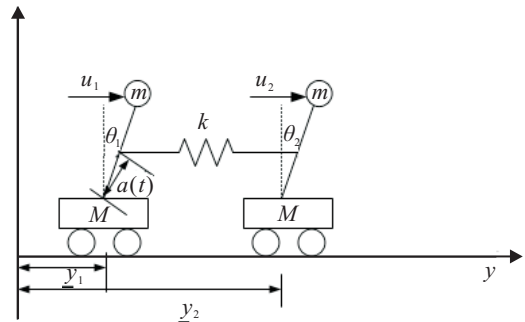 u₁ m u₂ m
θ₁ k θ₂
a(t)
M M
y₁ y
y₂